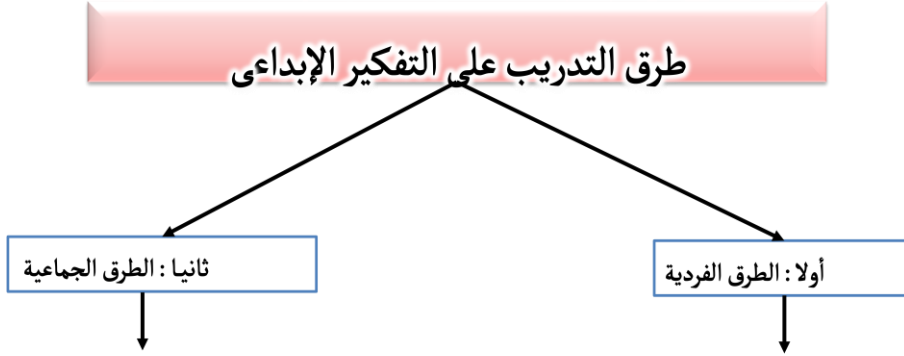 طرق التدريب على التفكير الإبداعى
أولا : الطرق الفردية
ثانيا : الطرق الجماعية